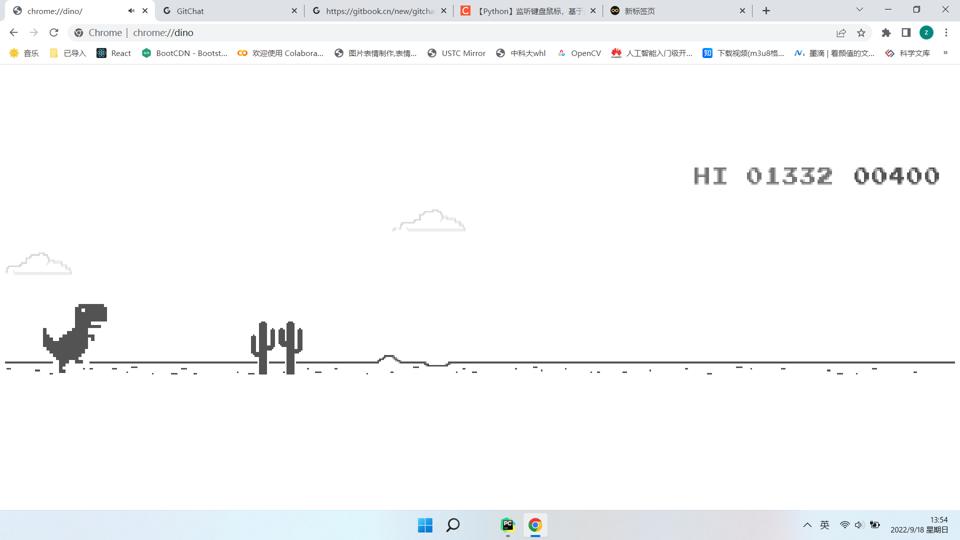 chrome://dino/
GitChat
https://gitbook.cn/new/gitcha
【Python】监听键盘鼠标,基于
新标签页
Chrome | chrome://dino
音乐
已导入
React
BootCDN - Bootst...
欢迎使用 Colabora...
图片表情制作,表情...
USTC Mirror
中科大whl
OpenCV
人工智能入门级开...
下载视频(m3u8格...
墨滴 | 看颜值的文...
科学文库
»
HI 01332 00400
英
13:54
2022/9/18 星期日